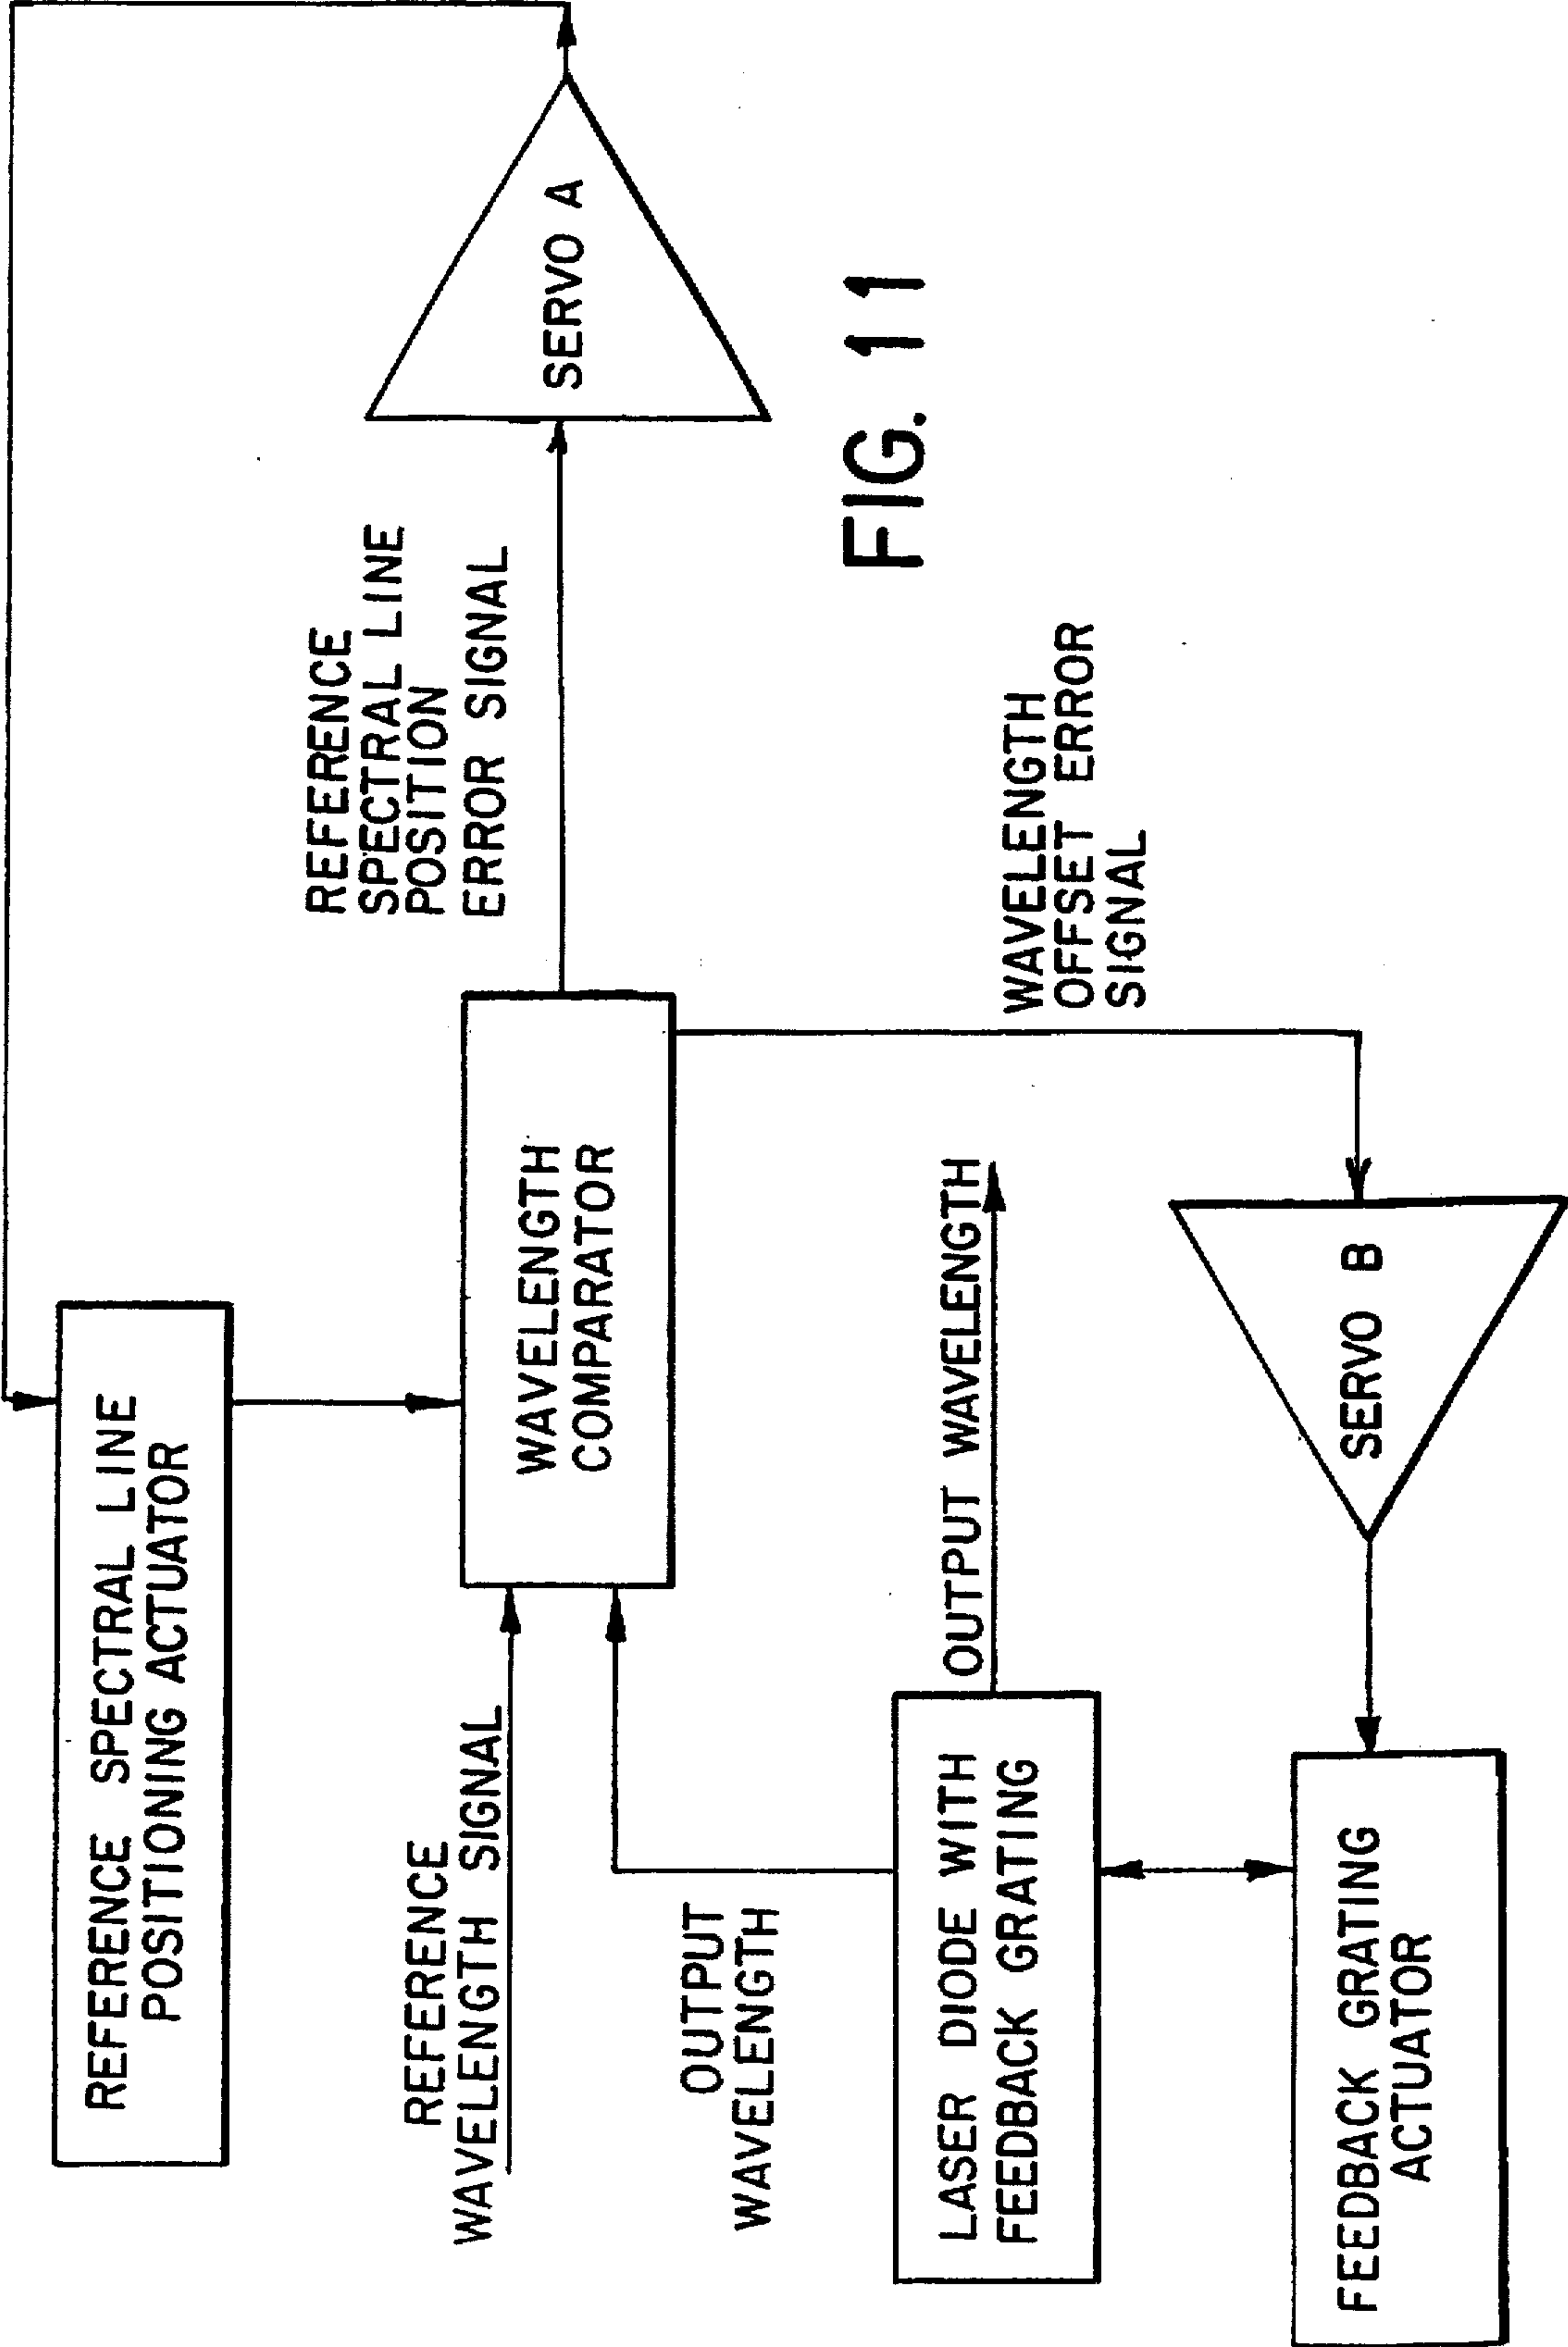 REFERENCE SPECTRAL LINE
POSITIONING ACTUATOR
REFERENCE
WAVELENGTH SIGNAL
OUTPUT
WAVELENGTH
WAVELENGTH
COMPARATOR
REFERENCE
SPECTRAL LINE
POSITION
ERROR SIGNAL
SERVO A
LASER DIODE WITH
FEEDBACK GRATING
OUTPUT WAVELENGTH
WAVELENGTH
OFFSET ERROR
SIGNAL
FEEDBACK GRATING
ACTUATOR
SERVO B
FIG. 11